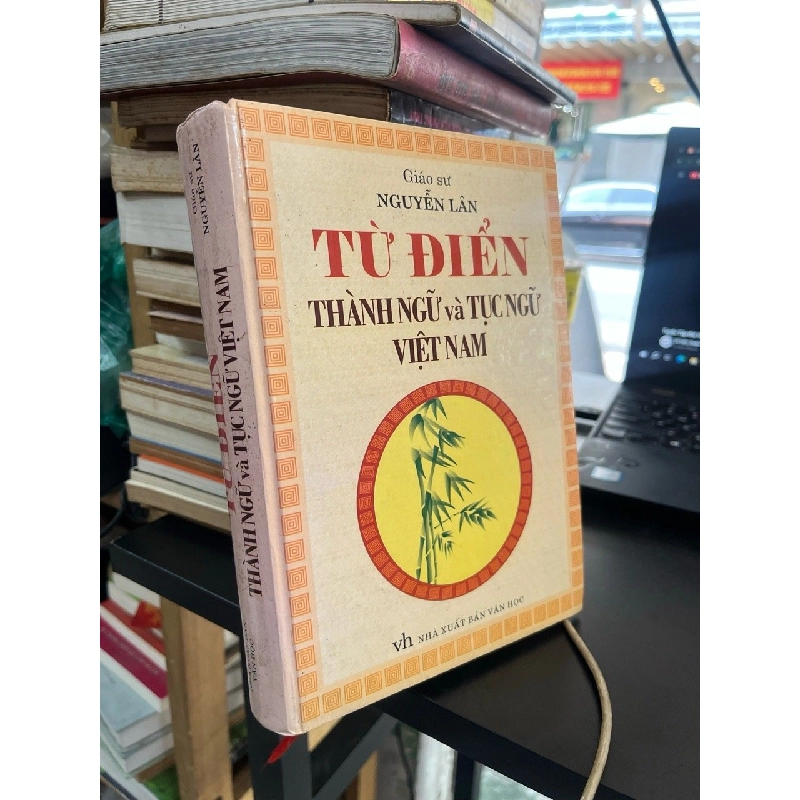 Giáo sư
NGUYỄN LÂN
TỪ ĐIỂN
THÀNH NGỮ và TỤC NGỮ
VIỆT NAM
vh NHÀ XUẤT BẢN VĂN HỌC
Giáo sư
NGUYỄN LÂN
TỪ ĐIỂN
THÀNH NGỮ và TỤC NGỮ VIỆT NAM